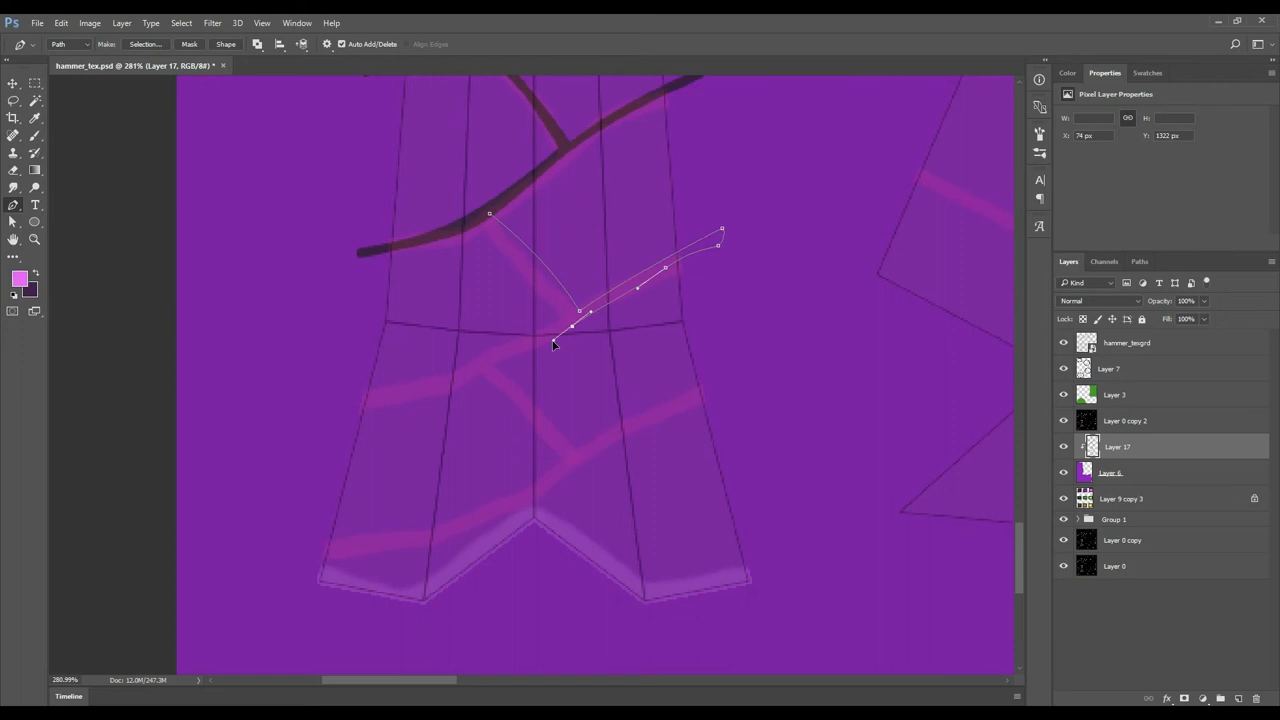 Ps File Edit Image Layer Type Select Filter 3D View Window Help
Path Make: Selection... Mask Shape Auto Add/Delete Align Edges
hammer_tex.psd @ 281% (Layer 17, RGB/8#) * ×
Color Properties Swatches
Pixel Layer Properties
W: H:
X: 74 px Y: 1322 px
Layers Channels Paths
Kind
Normal Opacity: 100%
Lock: Fill: 100%
hammer_texgrd
Layer 7
Layer 3
Layer 0 copy 2
Layer 17
Layer 6
Layer 9 copy 3
Group 1
Layer 0 copy
Layer 0
280.99% Doc: 12.0M/247.3M
Timeline